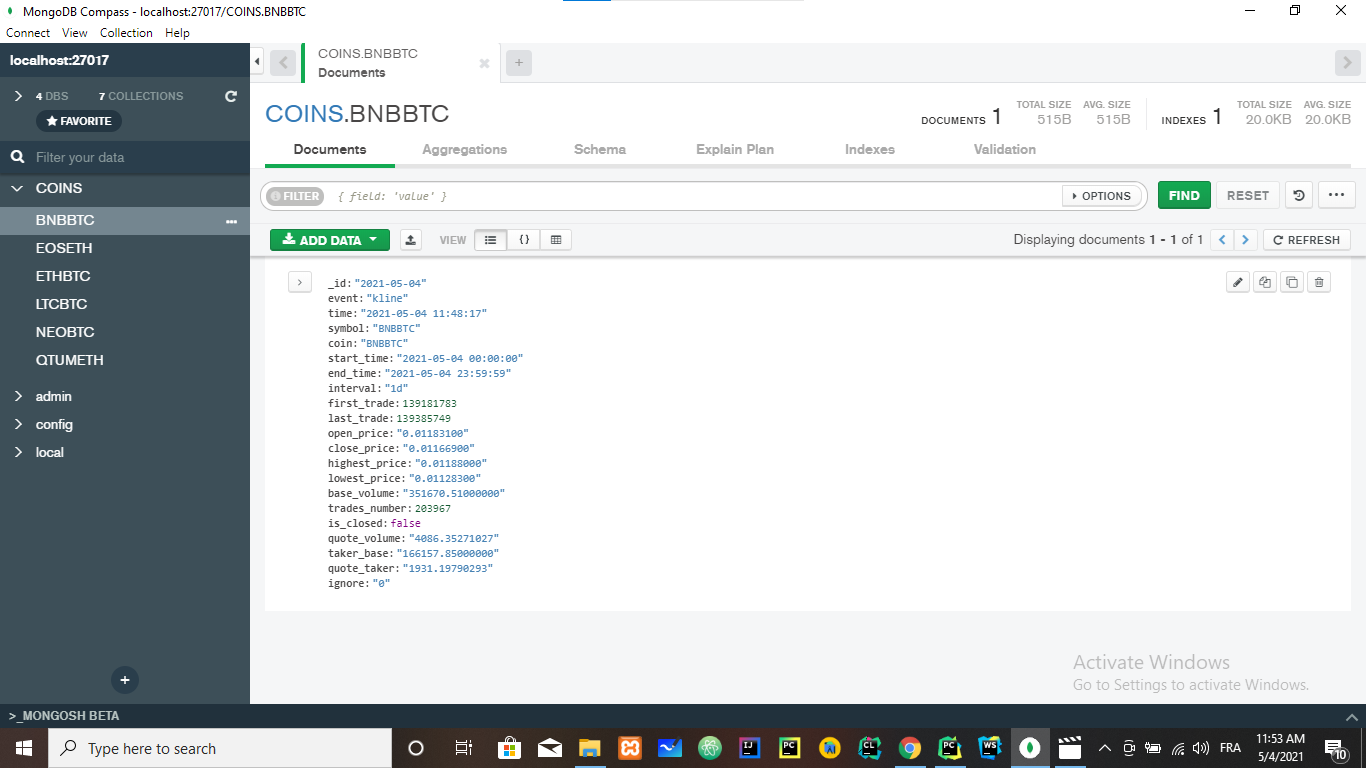 MongoDB Compass - localhost:27017/COINS.BNBBTC
Connect View Collection Help
localhost:27017
4 DBS 7 COLLECTIONS
FAVORITE
Filter your data
COINS
BNBBTC
EOSETH
ETHBTC
LTCBTC
NEOBTC
QTUMETH
admin
config
local
COINS.BNBBTC
Documents
COINS.BNBBTC
DOCUMENTS 1 TOTAL SIZE 515B AVG. SIZE 515B INDEXES 1 TOTAL SIZE 20.0KB AVG. SIZE 20.0KB
Documents Aggregations Schema Explain Plan Indexes Validation
FILTER { field: 'value' } OPTIONS FIND RESET
ADD DATA VIEW {} Displaying documents 1 - 1 of 1 REFRESH
_id: "2021-05-04"
event: "kline"
time: "2021-05-04 11:48:17"
symbol: "BNBBTC"
coin: "BNBBTC"
start_time: "2021-05-04 00:00:00"
end_time: "2021-05-04 23:59:59"
interval: "1d"
first_trade: 139181783
last_trade: 139385749
open_price: "0.01183100"
close_price: "0.01166900"
highest_price: "0.01188000"
lowest_price: "0.01128300"
base_volume: "351670.51000000"
trades_number: 203967
is_closed: false
quote_volume: "4086.35271027"
taker_base: "166157.85000000"
quote_taker: "1931.19790293"
ignore: "0"
Activate Windows
Go to Settings to activate Windows.
>_MONGOSH BETA
Type here to search
IJ
PC
CL
PC
WS
FRA
11:53 AM
5/4/2021
10